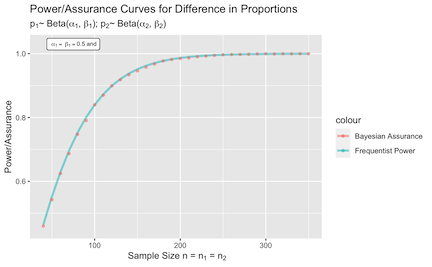 Power/Assurance Curves for Difference in Proportions
p₁~ Beta(α₁, β₁); p₂~ Beta(α₂, β₂)
α₁ = β₁ = 0.5 and
1.0
0.8
0.6
Power/Assurance
100
200
300
Sample Size n = n₁ = n₂
colour
Bayesian Assurance
Frequentist Power